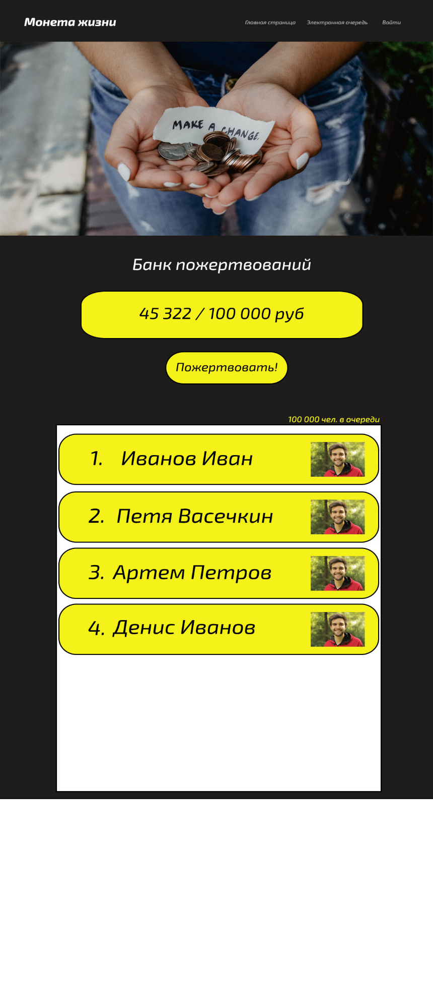 Монета жизни
Главная страница
Электронная очередь
Войти
MAKE A CHANGE.
Банк пожертвований
45 322 / 100 000 руб
Пожертвовать!
100 000 чел. в очереди
1. Иванов Иван
2. Петя Васечкин
3. Артем Петров
4. Денис Иванов